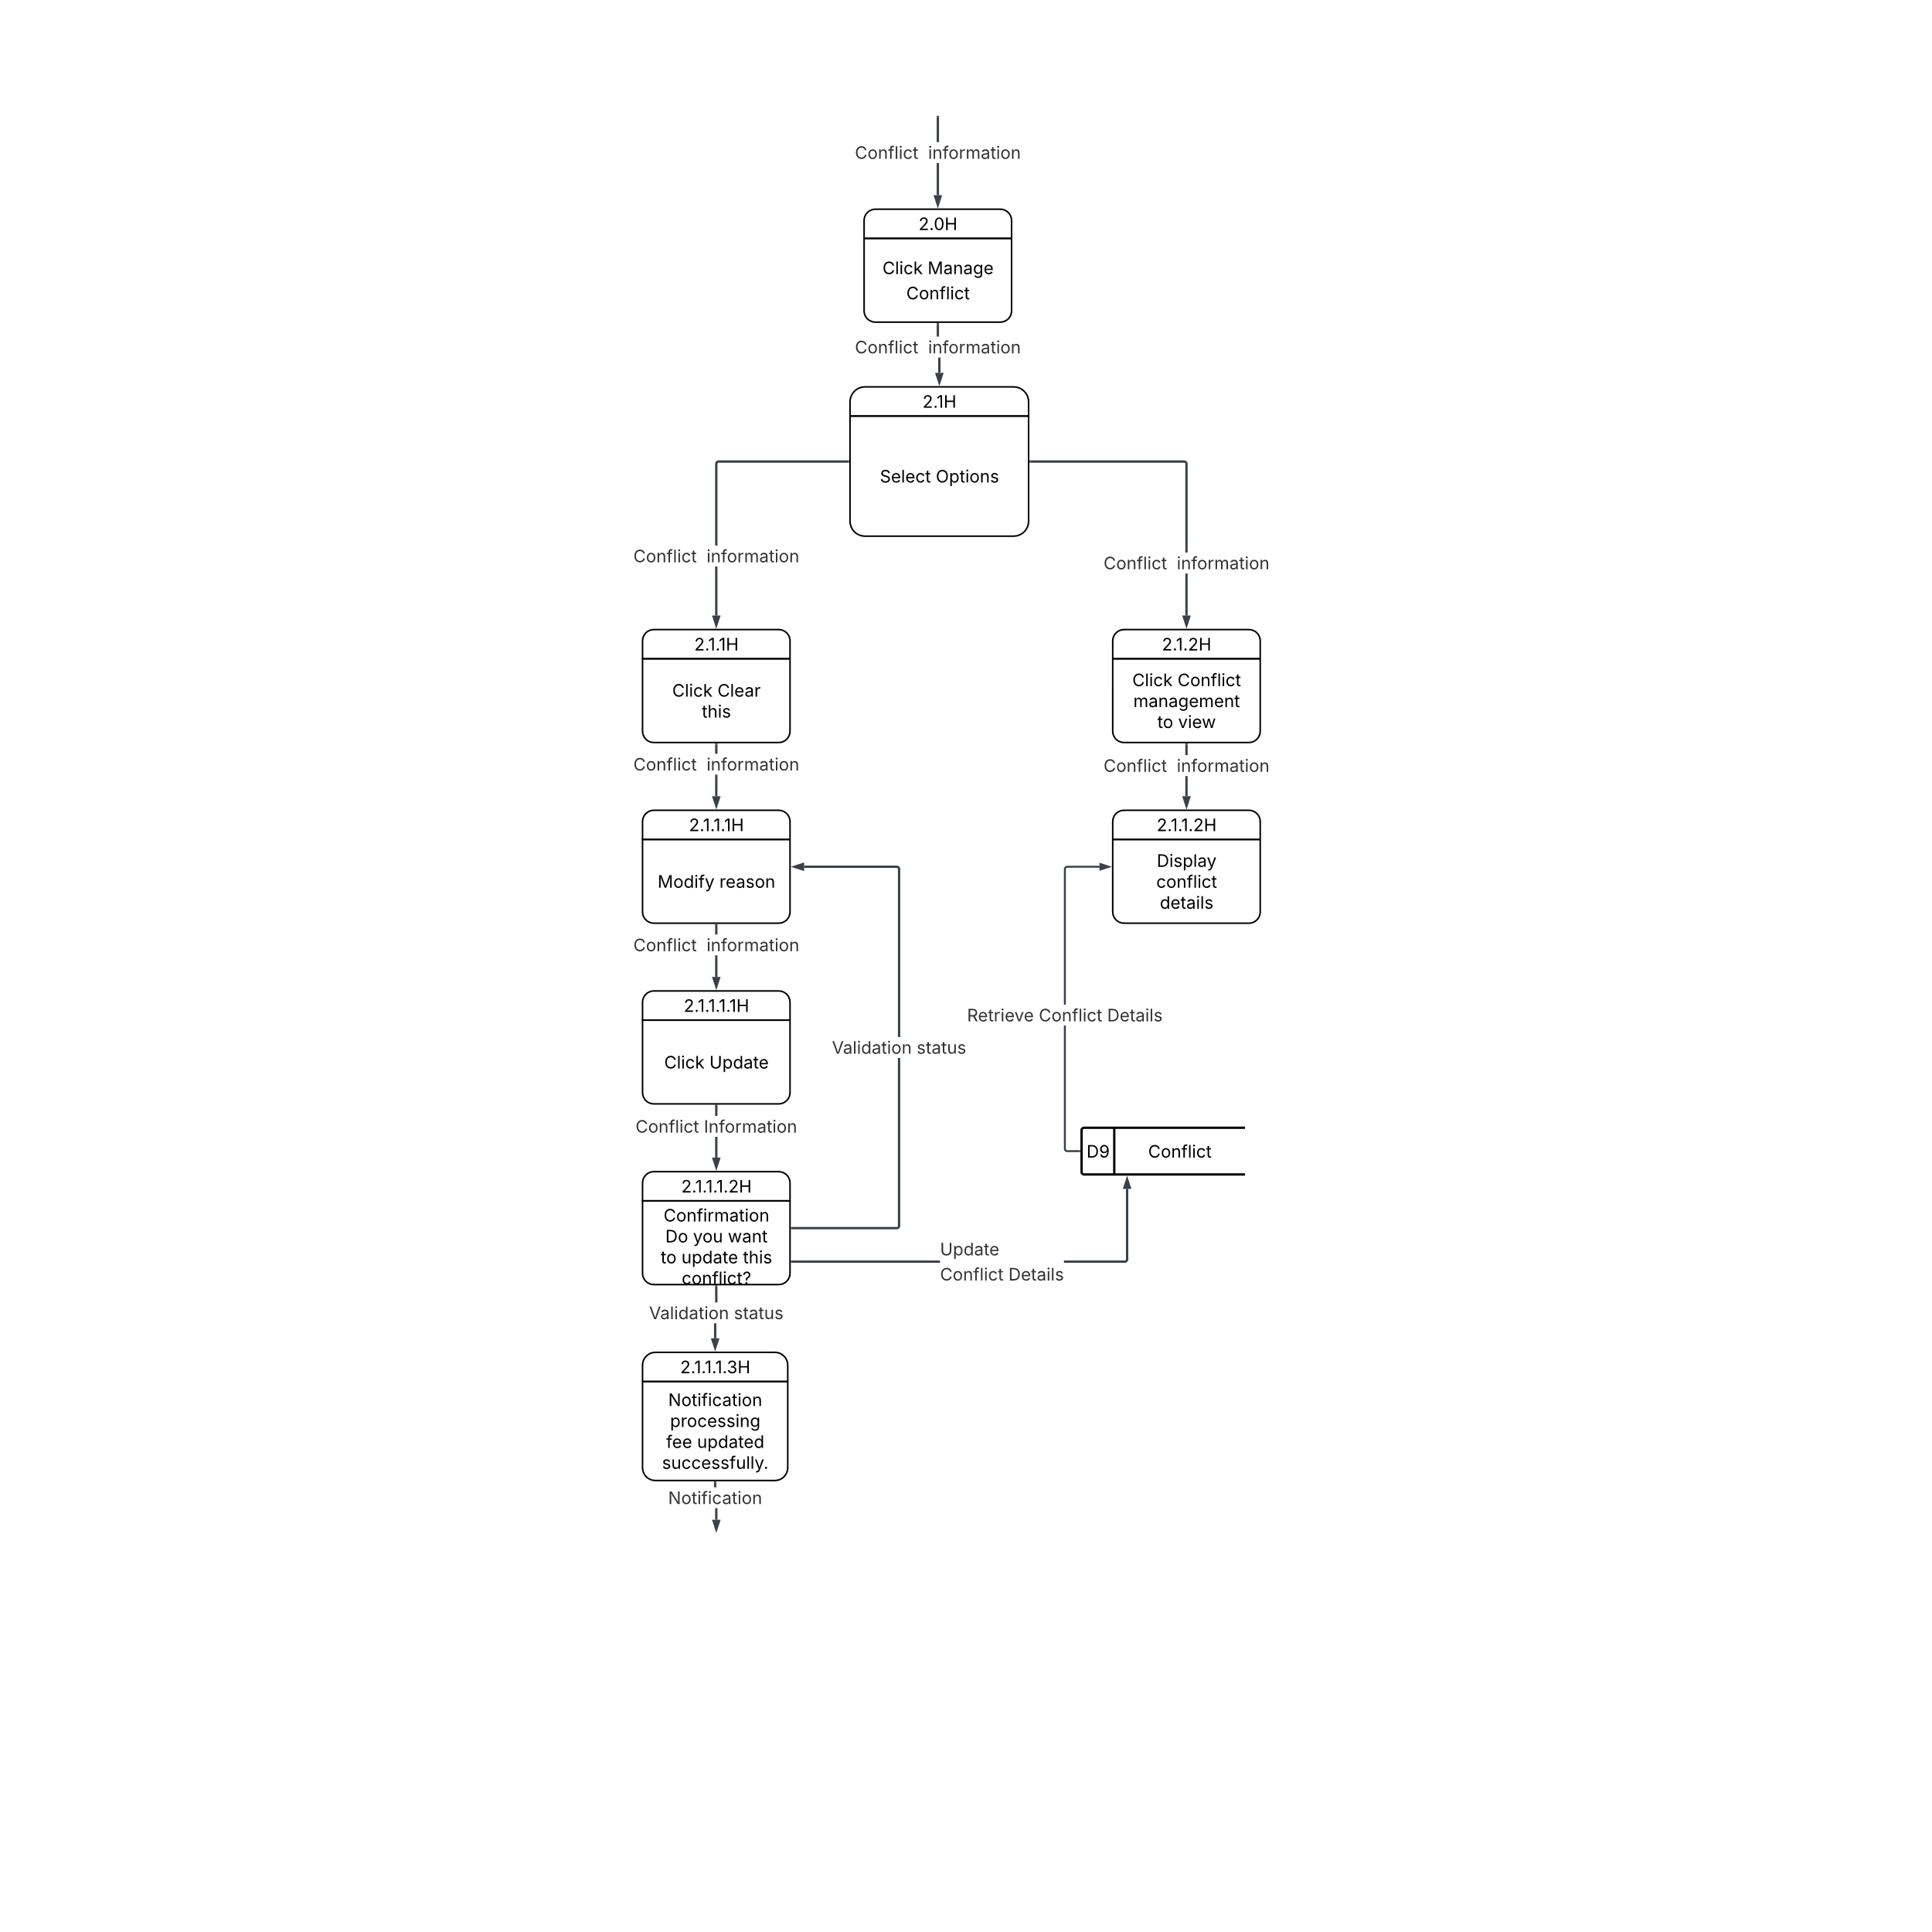 Conflict  information
2.0H
Click Manage
Conflict
Conflict  information
2.1H
Select Options
Conflict  information
Conflict  information
2.1.1H
Click Clear
this
2.1.2H
Click Conflict
management
to view
Conflict  information
Conflict  information
2.1.1.1H
Modify reason
2.1.1.2H
Display
conflict
details
Conflict  information
2.1.1.1.1H
Click Update
Retrieve Conflict Details
Validation status
Conflict Information
D9
Conflict
2.1.1.1.2H
Confirmation
Do you want
to update this
conflict?
Update
Conflict Details
Validation status
2.1.1.1.3H
Notification
processing
fee updated
successfully.
Notification